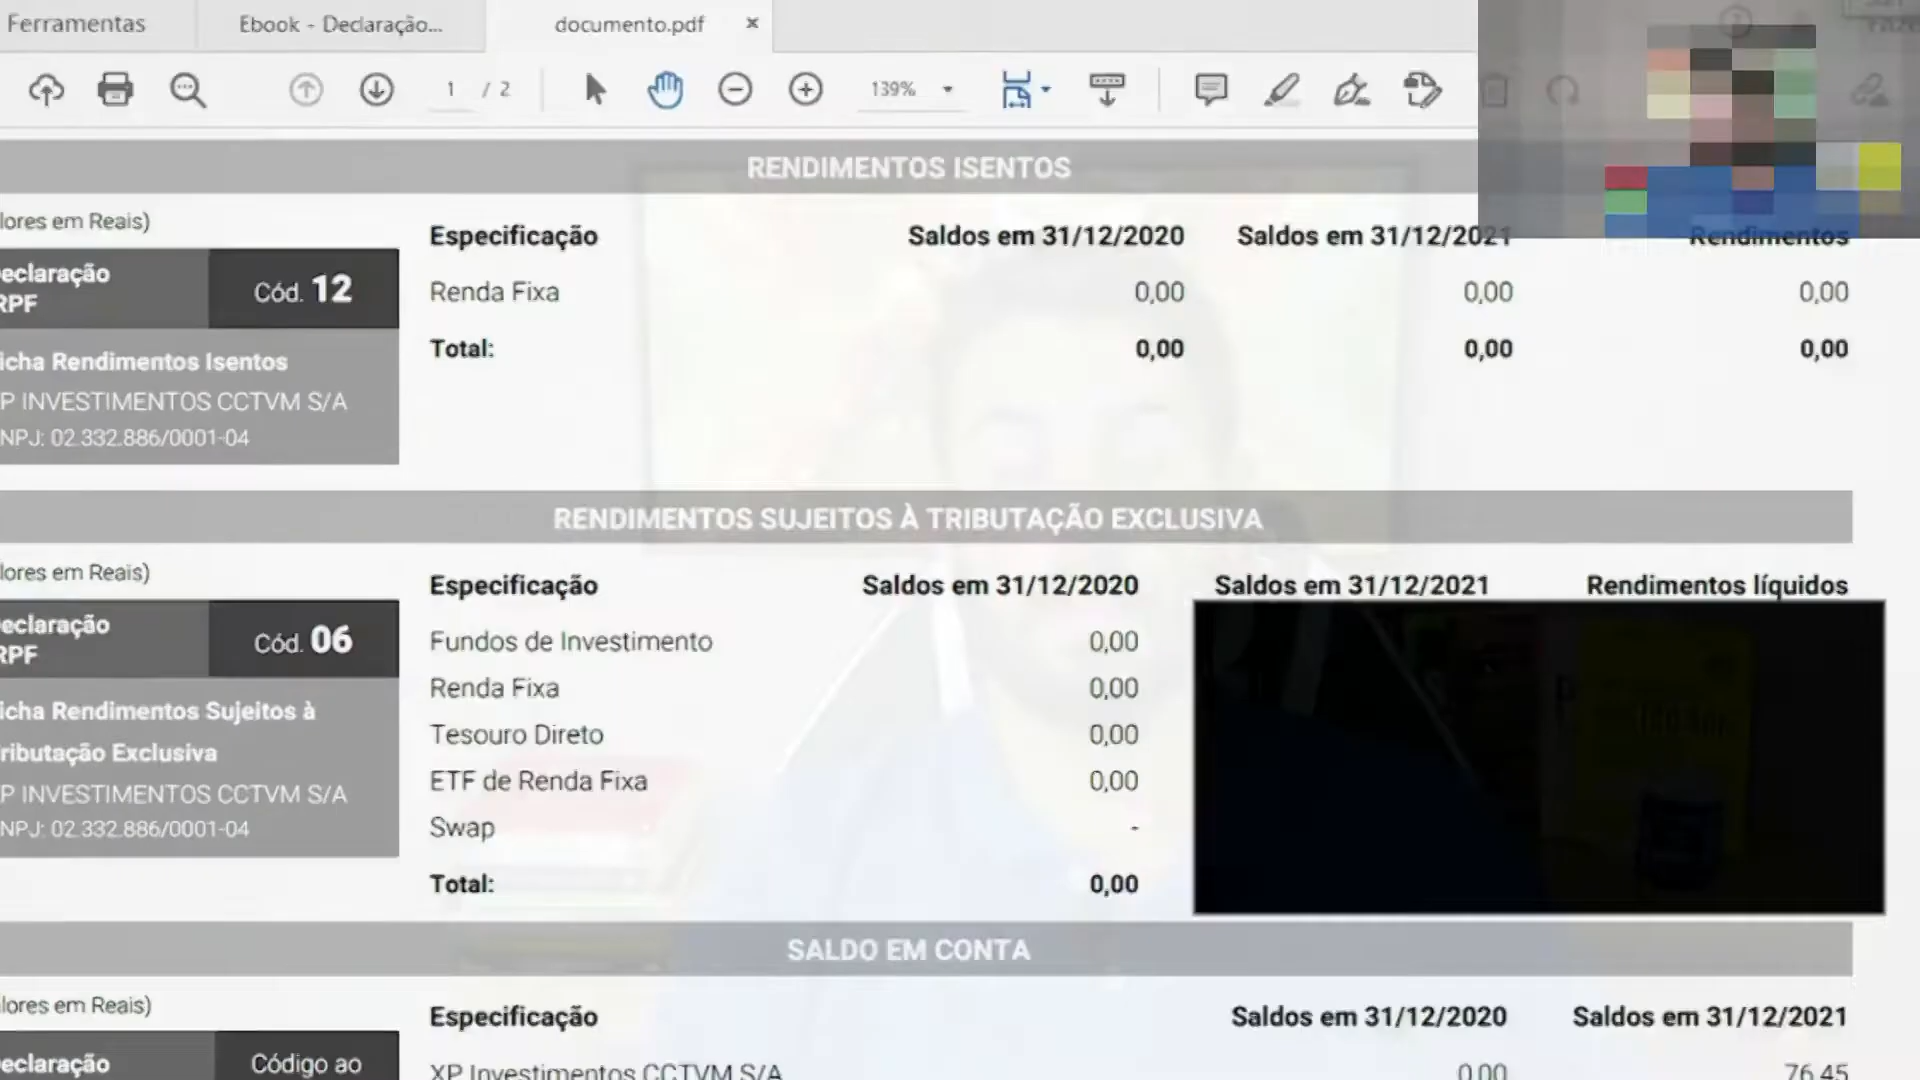 Ferramentas
Ebook - Declaração...
documento.pdf ×
1 / 2
139%
RENDIMENTOS ISENTOS
lores em Reais)
Especificação Saldos em 31/12/2020 Saldos em 31/12/2021 Rendimentos
eclaração
RPF
Cód. 12
Renda Fixa 0,00 0,00 0,00
Total: 0,00 0,00 0,00
icha Rendimentos Isentos
P INVESTIMENTOS CCTVM S/A
NPJ: 02.332.886/0001-04
RENDIMENTOS SUJEITOS À TRIBUTAÇÃO EXCLUSIVA
lores em Reais)
Especificação Saldos em 31/12/2020 Saldos em 31/12/2021 Rendimentos líquidos
eclaração
RPF
Cód. 06
Fundos de Investimento 0,00
Renda Fixa 0,00
Tesouro Direto 0,00
ETF de Renda Fixa 0,00
Swap -
Total: 0,00
icha Rendimentos Sujeitos à
ributação Exclusiva
P INVESTIMENTOS CCTVM S/A
NPJ: 02.332.886/0001-04
SALDO EM CONTA
lores em Reais)
Especificação Saldos em 31/12/2020 Saldos em 31/12/2021
eclaração
Código ao
XP Investimentos CCTVM S/A 0,00 76,45